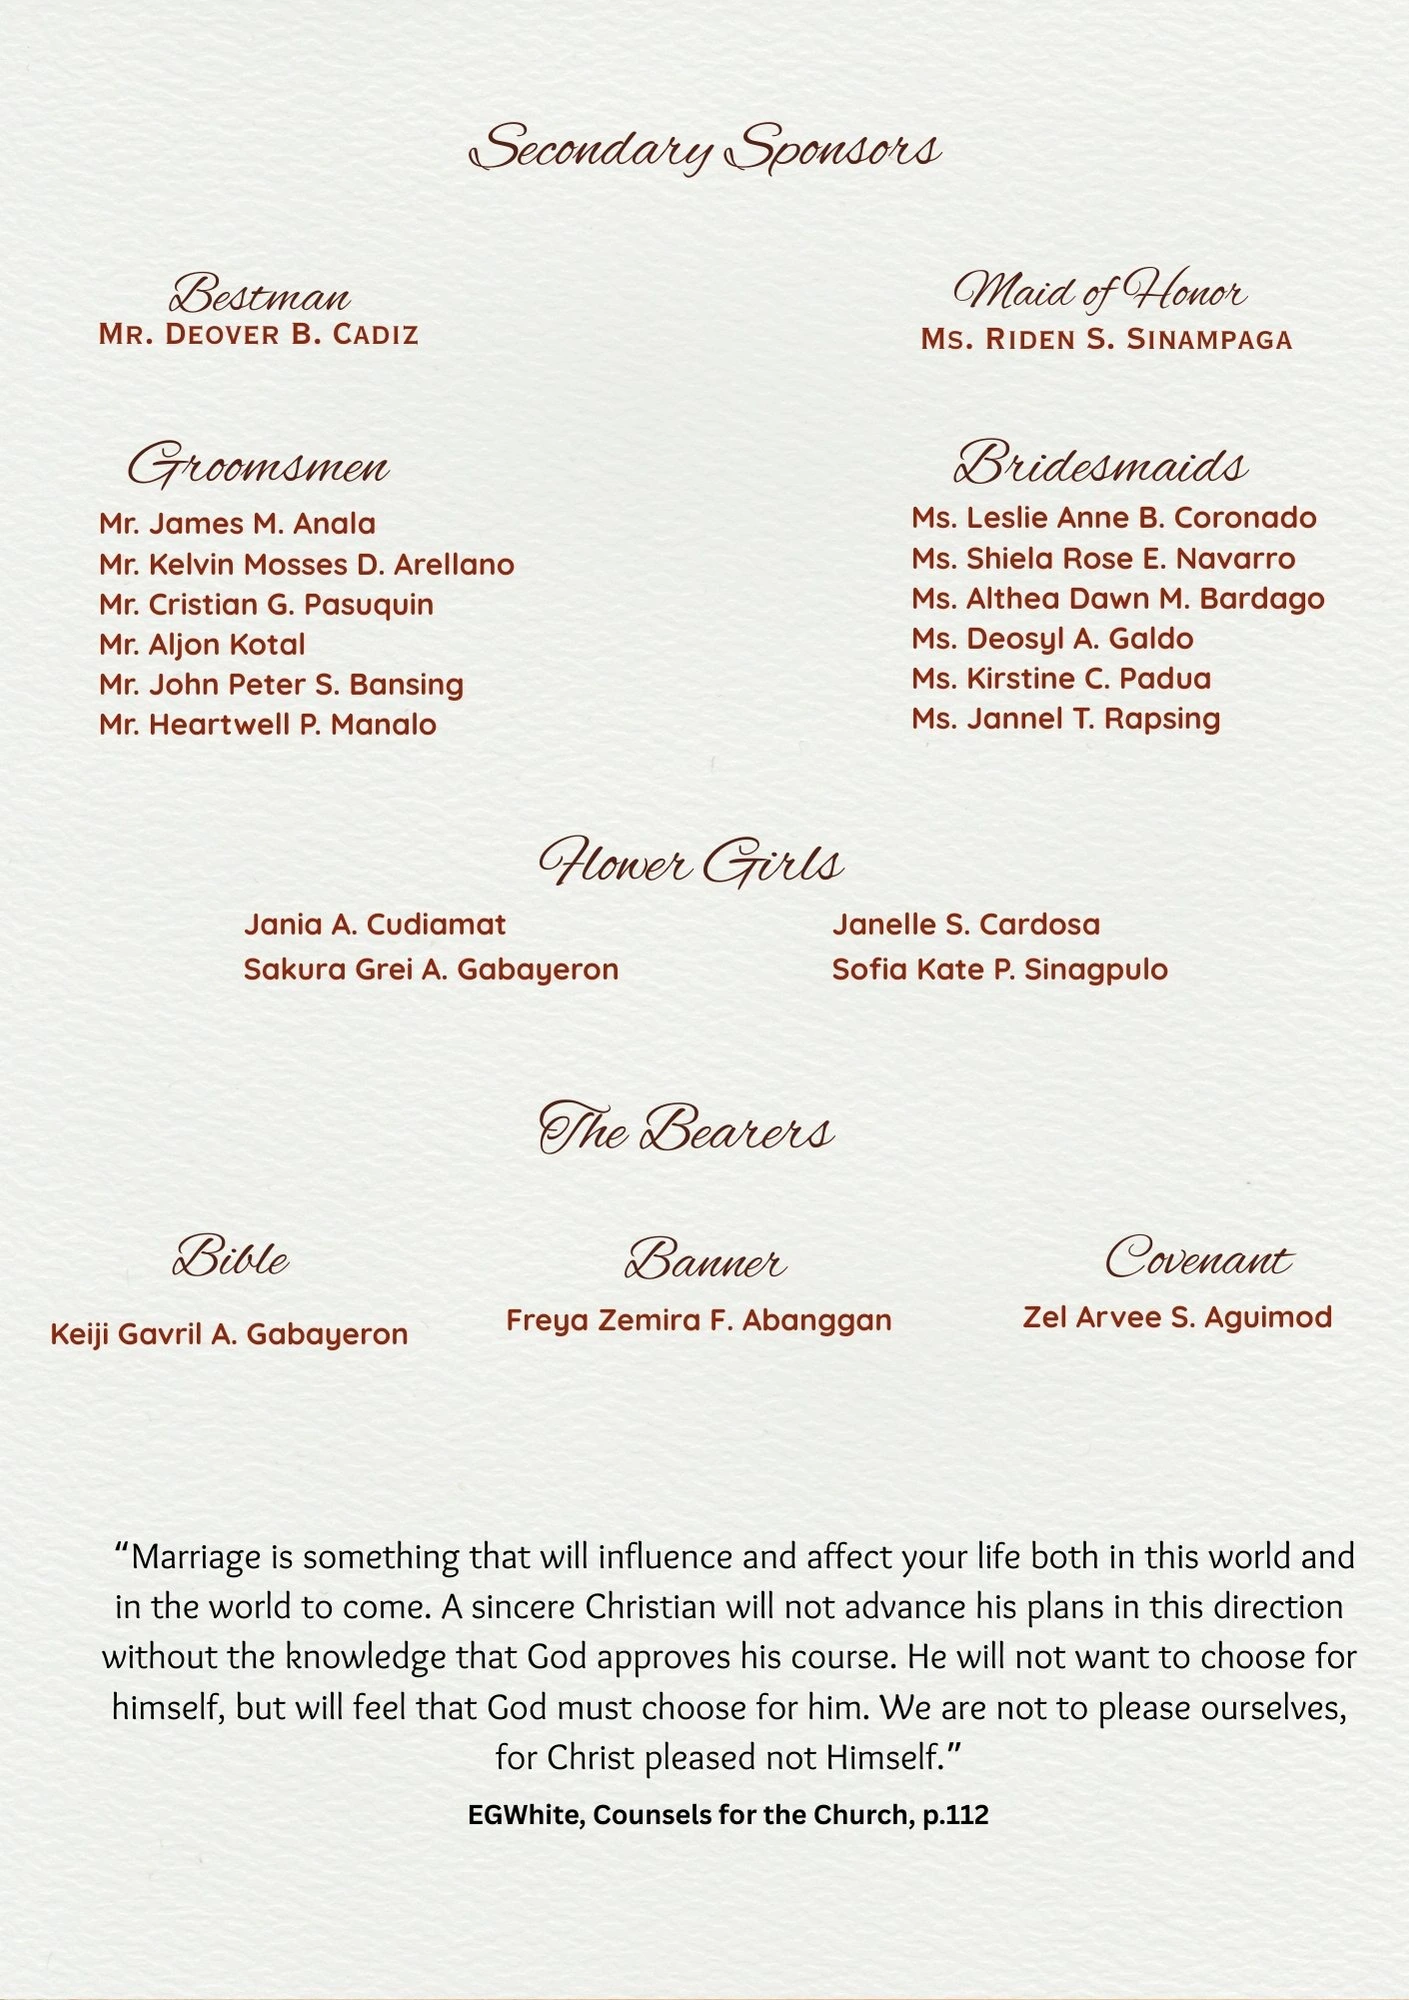 Secondary Sponsors
Bestman
Mr. Deover B. Cadiz
Maid of Honor
Ms. Riden S. Sinampaga
Groomsmen
Mr. James M. Anala
Mr. Kelvin Mosses D. Arellano
Mr. Cristian G. Pasuquin
Mr. Aljon Kotal
Mr. John Peter S. Bansing
Mr. Heartwell P. Manalo
Bridesmaids
Ms. Leslie Anne B. Coronado
Ms. Shiela Rose E. Navarro
Ms. Althea Dawn M. Bardago
Ms. Deosyl A. Galdo
Ms. Kirstine C. Padua
Ms. Jannel T. Rapsing
Flower Girls
Jania A. Cudiamat
Sakura Grei A. Gabayeron
Janelle S. Cardosa
Sofia Kate P. Sinagpulo
The Bearers
Bible
Keiji Gavril A. Gabayeron
Banner
Freya Zemira F. Abanggan
Covenant
Zel Arvee S. Aguimod
“Marriage is something that will influence and affect your life both in this world and
in the world to come. A sincere Christian will not advance his plans in this direction
without the knowledge that God approves his course. He will not want to choose for
himself, but will feel that God must choose for him. We are not to please ourselves,
for Christ pleased not Himself.”
EGWhite, Counsels for the Church, p.112